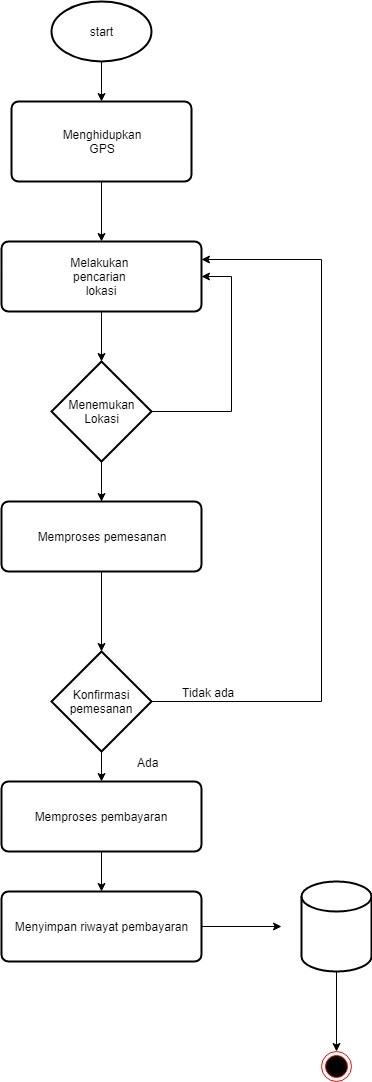 start
Menghidupkan
GPS
Melakukan
pencarian
lokasi
Menemukan
Lokasi
Memproses pemesanan
Konfirmasi
pemesanan
Tidak ada
Ada
Memproses pembayaran
Menyimpan riwayat pembayaran